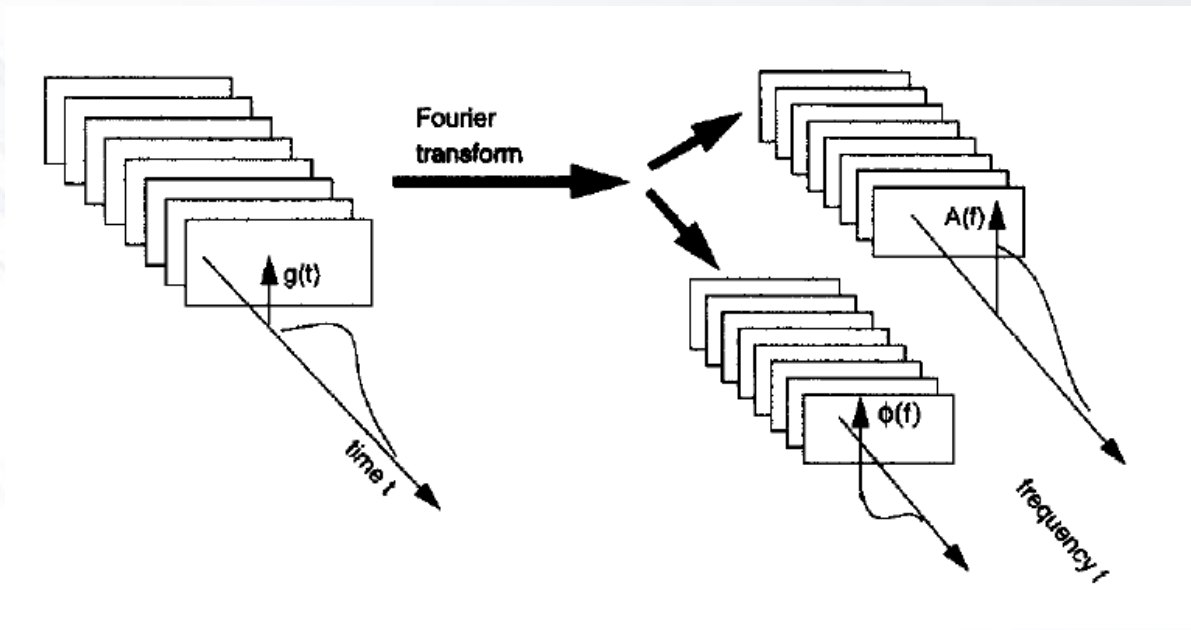 Fourier
transform
g(t)
time t
A(f)
ϕ(f)
frequency f